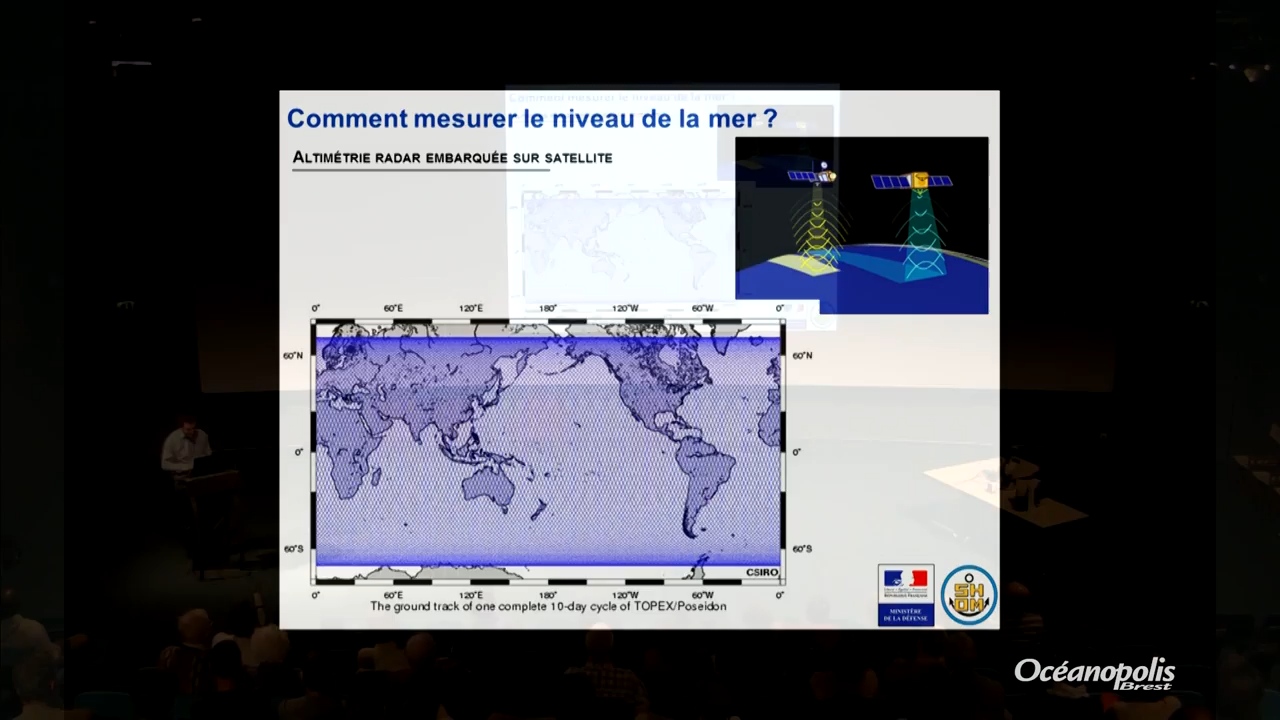 Comment mesurer le niveau de la mer ?
ALTIMÉTRIE RADAR EMBARQUÉE SUR SATELLITE
0° 60°E 120°E 180° 120°W 60°W 0°
60°N 60°N
0° 0°
60°S 60°S
CSIRO
0° 60°E 120°E 180° 120°W 60°W 0°
The ground track of one complete 10-day cycle of TOPEX/Poseidon
RÉPUBLIQUE FRANÇAISE
MINISTÈRE
DE LA DÉFENSE
SH
OM
Océanopolis
Brest